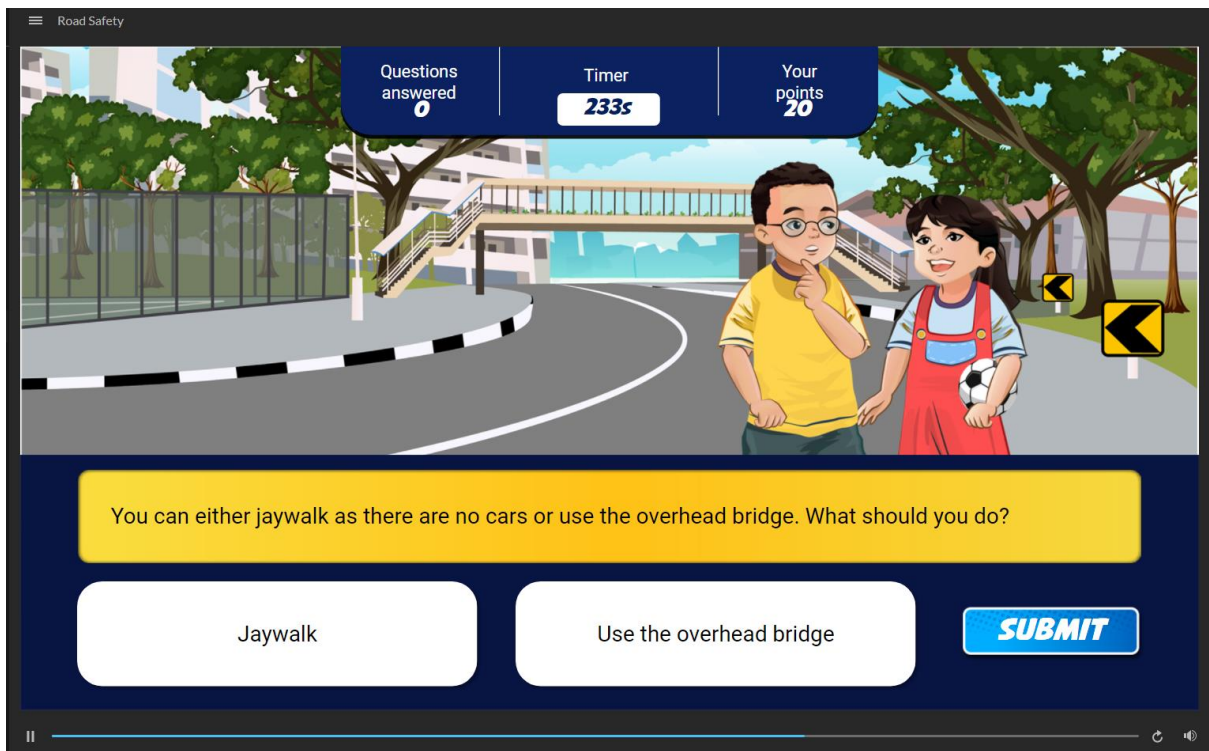 Road Safety
Questions
answered
0
Timer
233s
Your
points
20
You can either jaywalk as there are no cars or use the overhead bridge. What should you do?
Jaywalk
Use the overhead bridge
SUBMIT